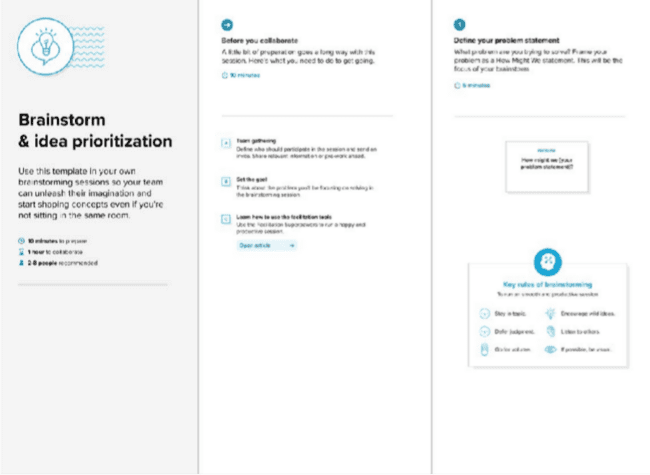 Brainstorm
& idea prioritization
Use this template in your own
brainstorming sessions so your team
can unleash their imagination and
start shaping concepts even if you're
not sitting in the same room.
10 minutes to prepare
1 hour to collaborate
2-8 people recommended
Before you collaborate
A little bit of preparation goes a long way with this
session. Here's what you need to do to get going.
10 minutes
A
Team gathering
Define who should participate in the session and send an
invite. Share relevant information or pre-work ahead.
B
Set the goal
Think about the problem you'll be focusing on solving in
the brainstorming session.
C
Learn how to use the facilitation tools
Use the Facilitation Superpowers to run a happy and
productive session.
Open article
1
Define your problem statement
What problem are you trying to solve? Frame your
problem as a How Might We statement. This will be the
focus of your brainstorm.
5 minutes
PROBLEM
How might we [your
problem statement]?
Key rules of brainstorming
To run an smooth and productive session
Stay in topic.
Encourage wild ideas.
Defer judgment.
Listen to others.
Go for volume.
If possible, be visual.